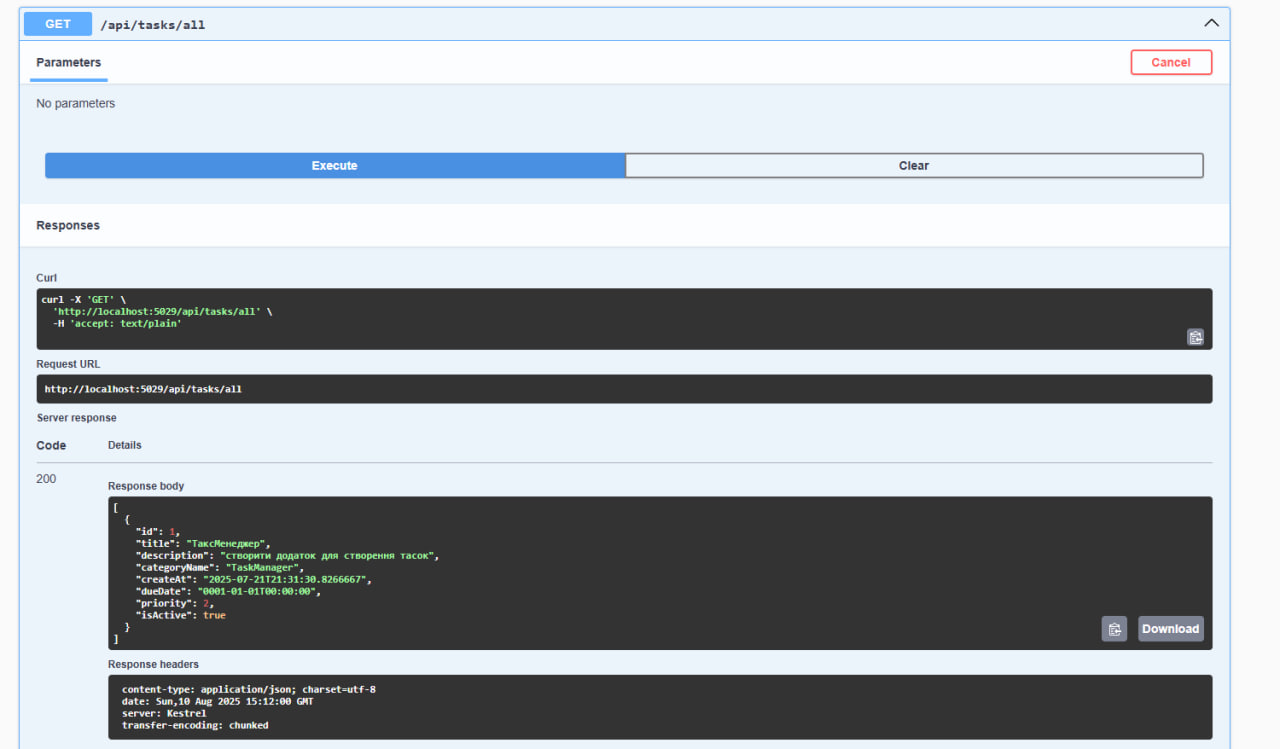 GET /api/tasks/all
Parameters
Cancel
No parameters
Execute
Clear
Responses
Curl
curl -X 'GET' \
'http://localhost:5029/api/tasks/all' \
-H 'accept: text/plain'
Request URL
http://localhost:5029/api/tasks/all
Server response
Code Details
200
Response body
[
{
"id": 1,
"title": "ТаксМенеджер",
"description": "створити додаток для створення тасок",
"categoryName": "TaskManager",
"createAt": "2025-07-21T21:31:30.8266667",
"dueDate": "0001-01-01T00:00:00",
"priority": 2,
"isActive": true
}
]
Download
Response headers
content-type: application/json; charset=utf-8
date: Sun,10 Aug 2025 15:12:00 GMT
server: Kestrel
transfer-encoding: chunked